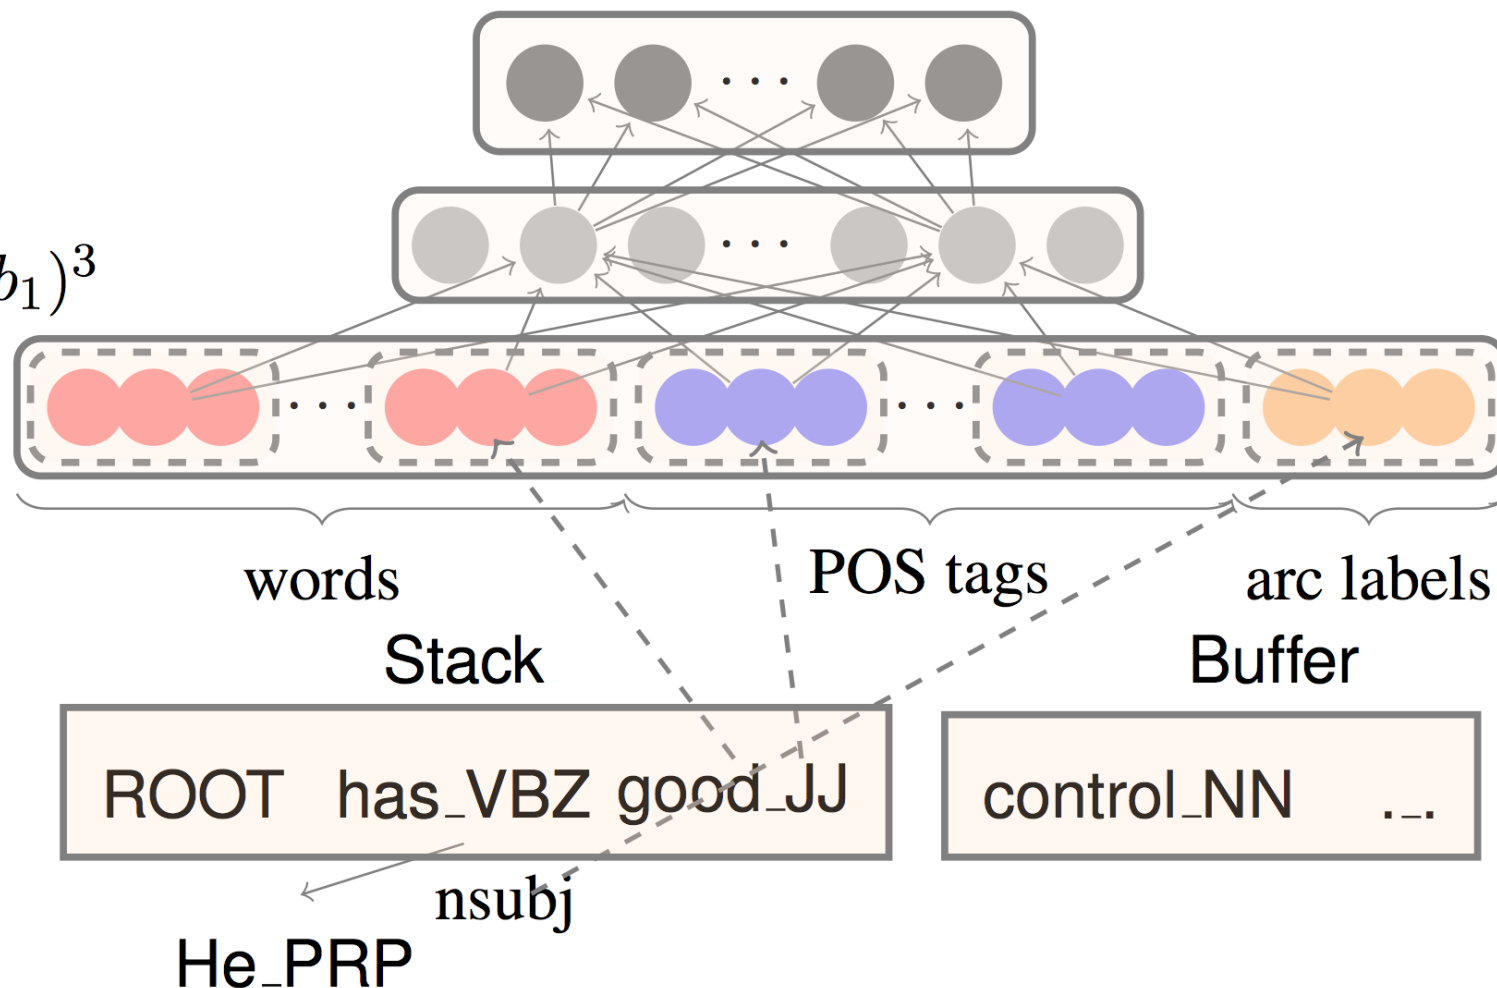 b₁)³
· · ·
· · ·
· · · · · ·
words POS tags arc labels
Stack Buffer
ROOT has_VBZ good_JJ control_NN ._.
nsubj
He_PRP